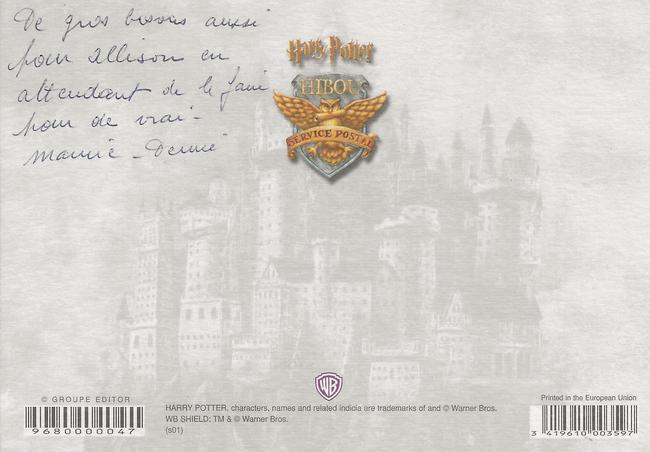 De gros bisous aussi
pour allison en
attendant de le faire
pour de vrai -
mamie - Denise
Harry Potter
HIBOUS
SERVICE POSTAL
WB
© GROUPE EDITOR
9680000047
HARRY POTTER, characters, names and related indicia are trademarks of and © Warner Bros.
WB SHIELD: TM & © Warner Bros.
(s01)
Printed in the European Union
3 419610 003597